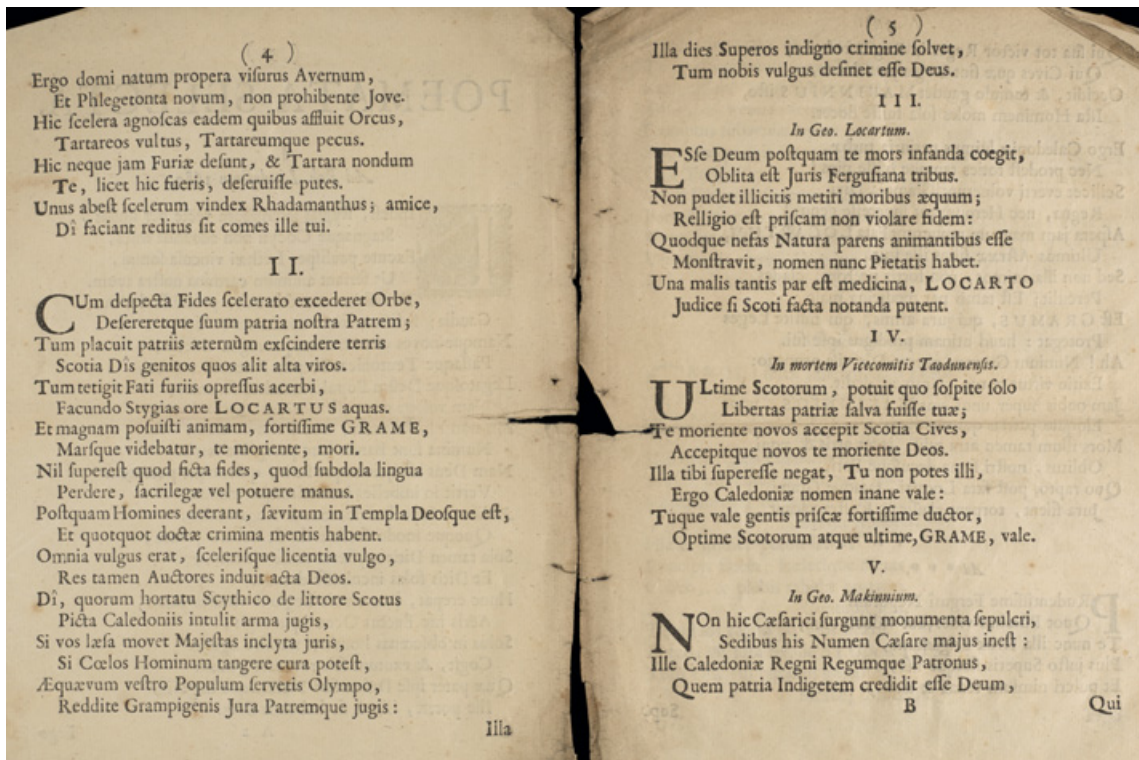 ( 4 )
Ergo domi natum propera viſurus Avernum,
Et Phlegetonta novum, non prohibente Jove.
Hic ſcelera agnoſcas eadem quibus affluit Orcus,
Tartareos vultus, Tartareumque pecus.
Hic neque jam Furiæ deſunt, & Tartara nondum
Te, licet hic fueris, deſeruiſſe putes.
Unus abeſt ſcelerum vindex Rhadamanthus; amice,
Dî faciant reditus ſit comes ille tui.
II.
CUm deſpecta Fides ſcelerato excederet Orbe,
Deſereretque ſuum patria noſtra Patrem;
Tum placuit patriis æternùm exſcindere terris
Scotia Dîs genitos quos alit alta viros.
Tum tetigit Fati furiis opreſſus acerbi,
Facundo Stygias ore LOCARTUS aquas.
Et magnam poſuiſti animam, fortiſſime GRAME,
Marſque videbatur, te moriente, mori.
Nil ſupereſt quod ficta fides, quod ſubdola lingua
Perdere, ſacrilegæ vel potuere manus.
Poſtquam Homines deerant, ſævitum in Templa Deoſque eſt,
Et quotquot doctæ crimina mentis habent.
Omnia vulgus erat, ſceleriſque licentia vulgo,
Res tamen Auctores induit acta Deos.
Dî, quorum hortatu Scythico de littore Scotus
Picta Caledoniis intulit arma jugis,
Si vos læſa movet Majeſtas inclyta juris,
Si Cœlos Hominum tangere cura poteſt,
Æquævum veſtro Populum ſervetis Olympo,
Reddite Grampigenis Jura Patremque jugis:
Illa
( 5 )
Illa dies Superos indigno crimine ſolvet,
Tum nobis vulgus deſinet eſſe Deus.
III.
In Geo. Locartum.
ESſe Deum poſtquam te mors infanda coegit,
Oblita eſt Juris Ferguſiana tribus.
Non pudet illicitis metiri moribus æquum;
Relligio eſt priſcam non violare fidem:
Quodque nefas Natura parens animantibus eſſe
Monſtravit, nomen nunc Pietatis habet.
Una malis tantis par eſt medicina, LOCARTO
Judice ſi Scoti facta notanda putent.
IV.
In mortem Vicecomitis Taodunenſis.
ULtime Scotorum, potuit quo ſoſpite ſolo
Libertas patriæ ſalva fuiſſe tuæ;
Te moriente novos accepit Scotia Cives,
Accepitque novos te moriente Deos.
Illa tibi ſupereſſe negat, Tu non potes illi,
Ergo Caledoniæ nomen inane vale:
Tuque vale gentis priſcæ fortiſſime ductor,
Optime Scotorum atque ultime, GRAME, vale.
V.
In Geo. Makinnium.
NOn hic Cæſarici ſurgunt monumenta ſepulcri,
Sedibus his Numen Cæſare majus ineſt:
Ille Caledoniæ Regni Regumque Patronus,
Quem patria Indigetem credidit eſſe Deum,
B
Qui